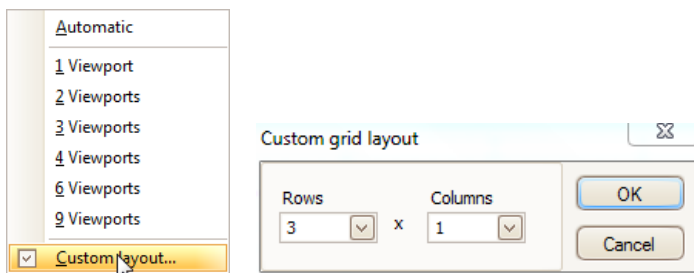 Automatic
1 Viewport
2 Viewports
3 Viewports
4 Viewports
6 Viewports
9 Viewports
Custom layout...
Custom grid layout
Rows
Columns
3
x
1
OK
Cancel